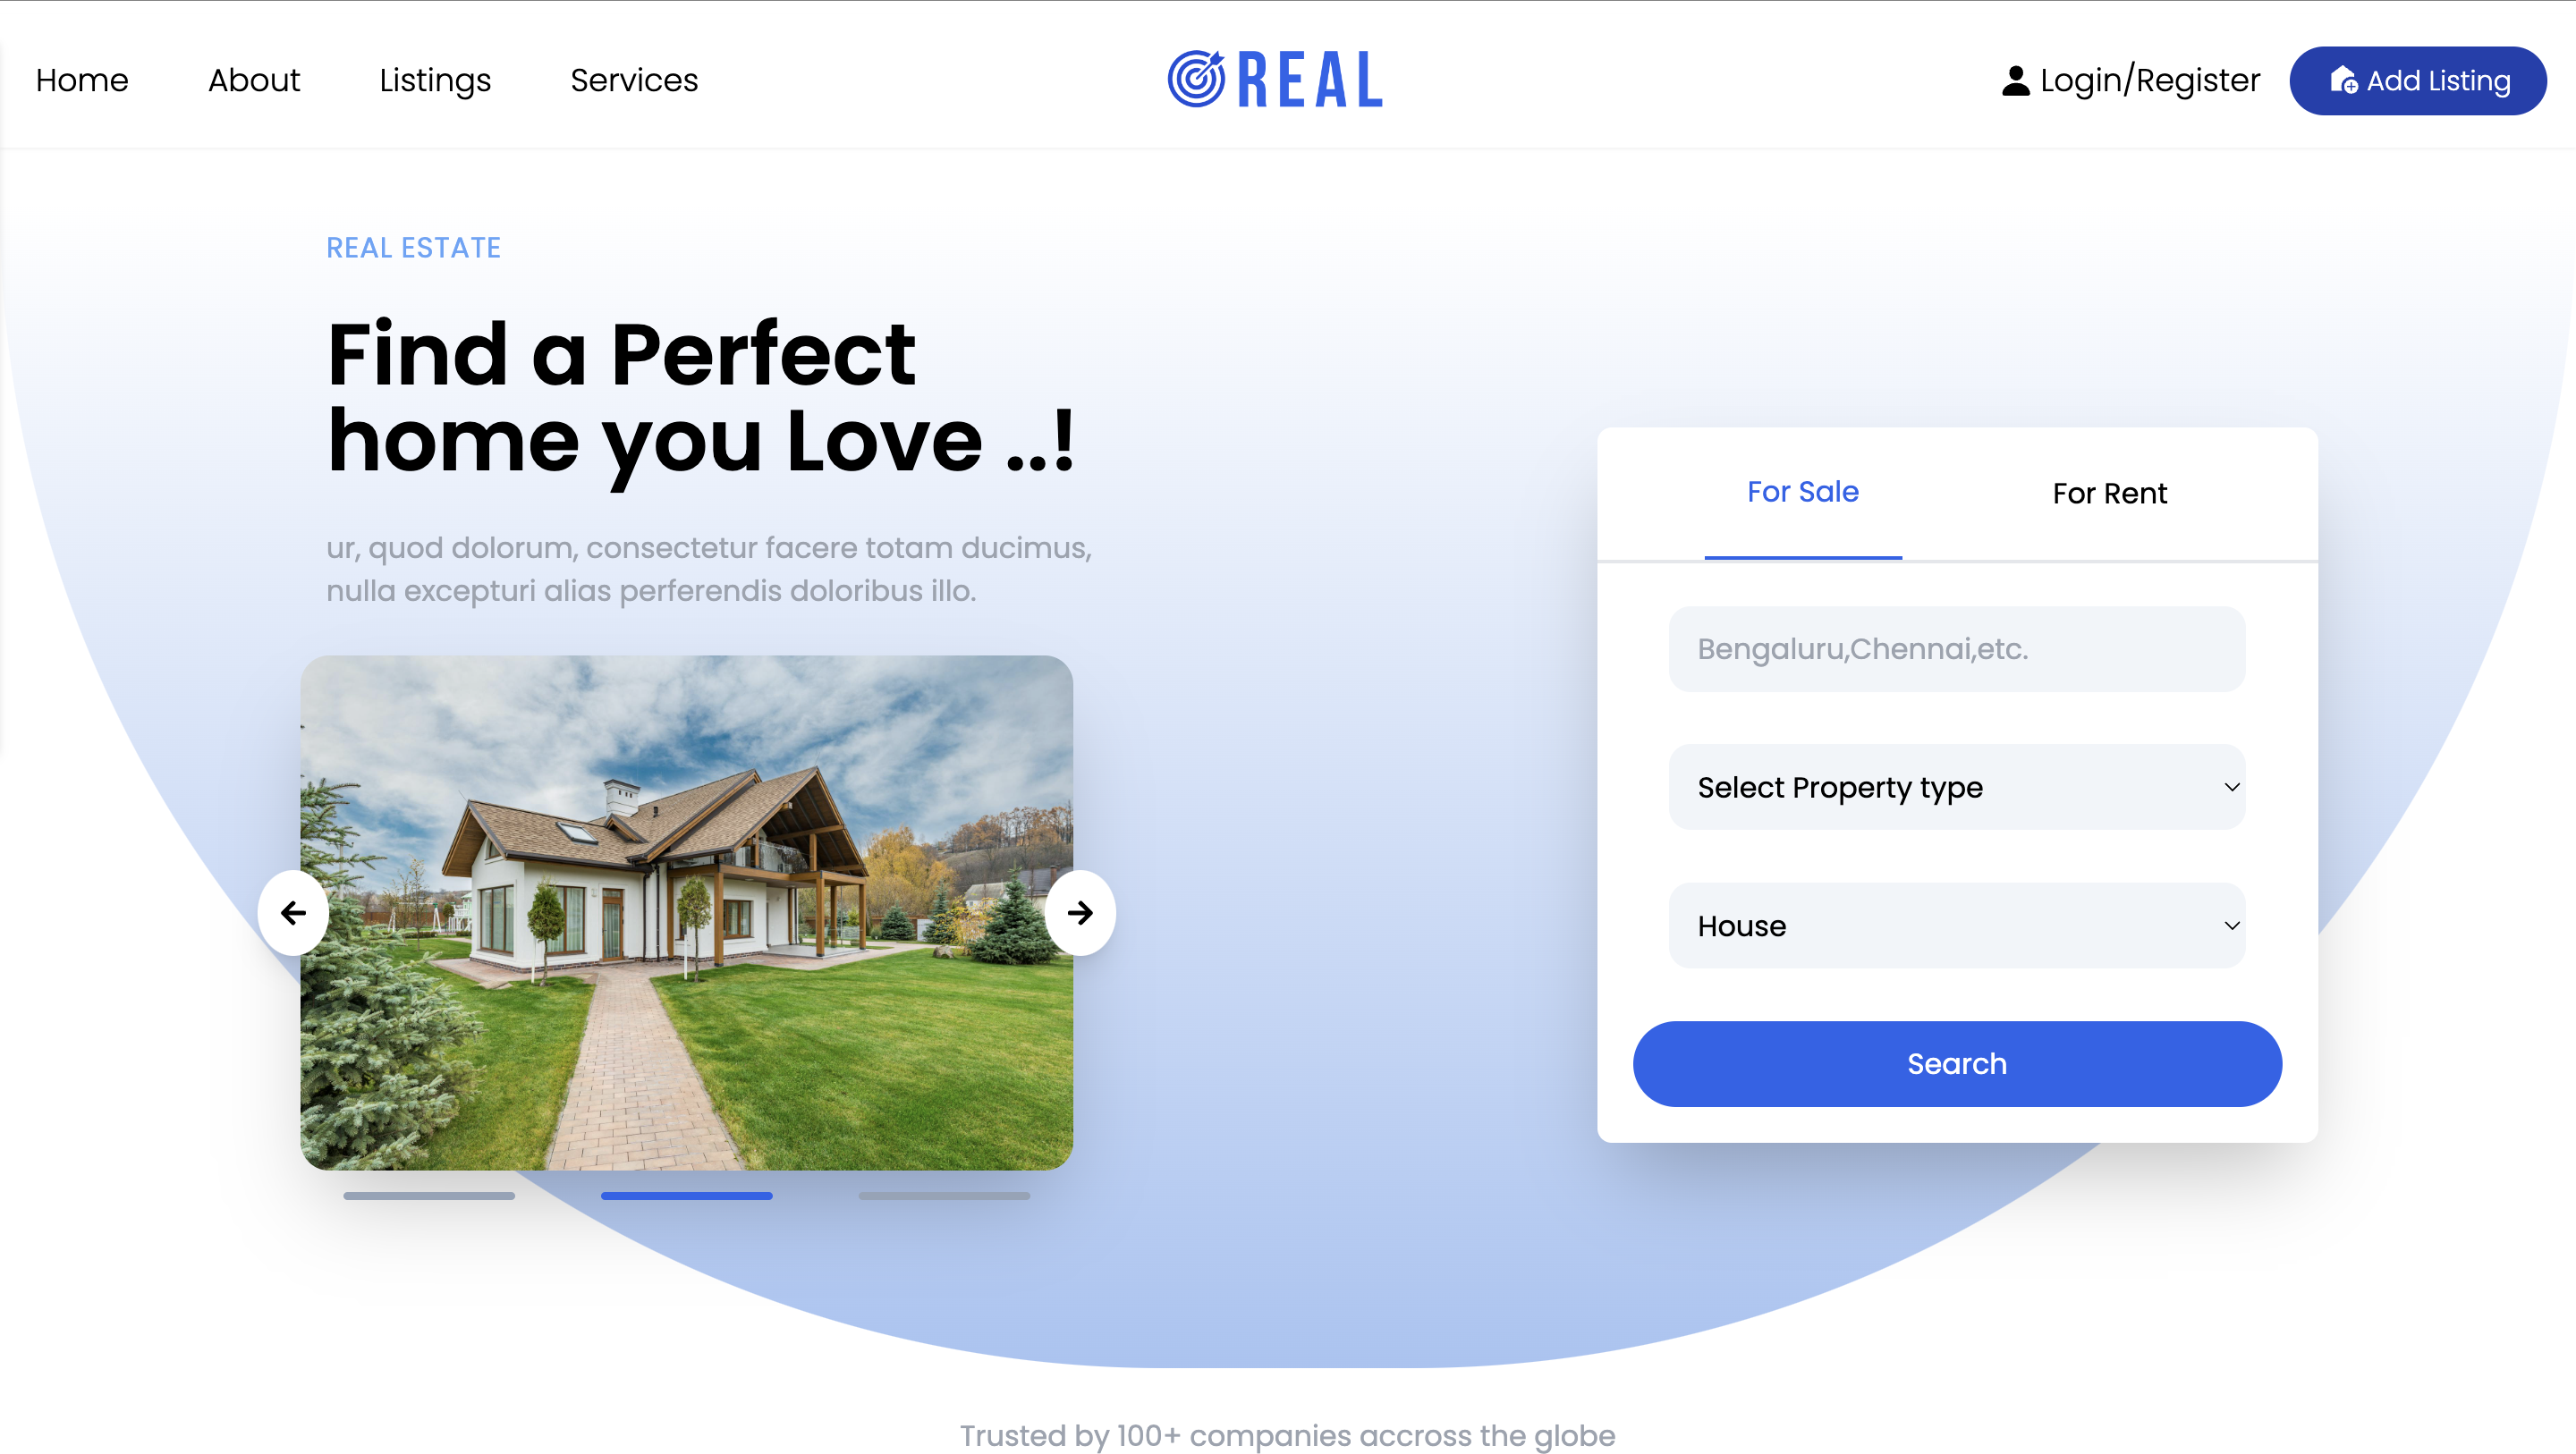 Home About Listings Services REAL Login/Register Add Listing
REAL ESTATE
Find a Perfect
home you Love ..!
ur, quod dolorum, consectetur facere totam ducimus,
nulla excepturi alias perferendis doloribus illo.
For Sale For Rent
Bengaluru,Chennai,etc.
Select Property type
House
Search
Trusted by 100+ companies accross the globe